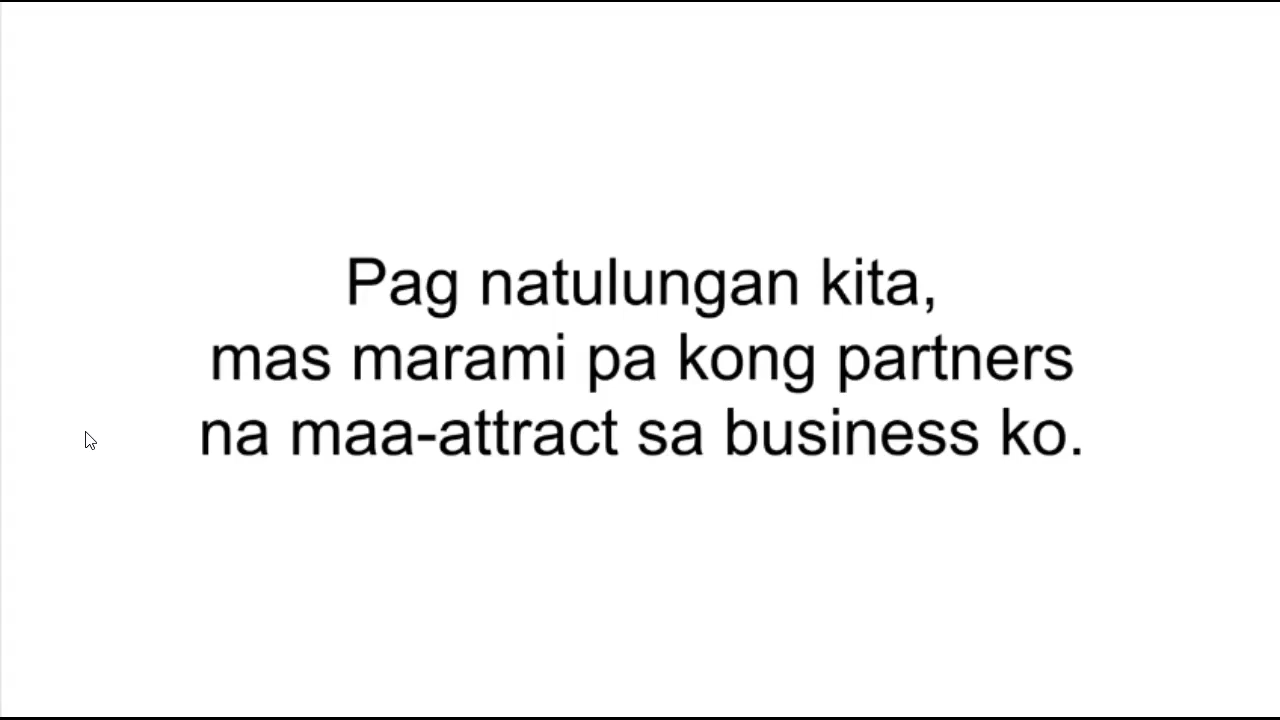 Pag natulungan kita,
mas marami pa kong partners
na maa-attract sa business ko.